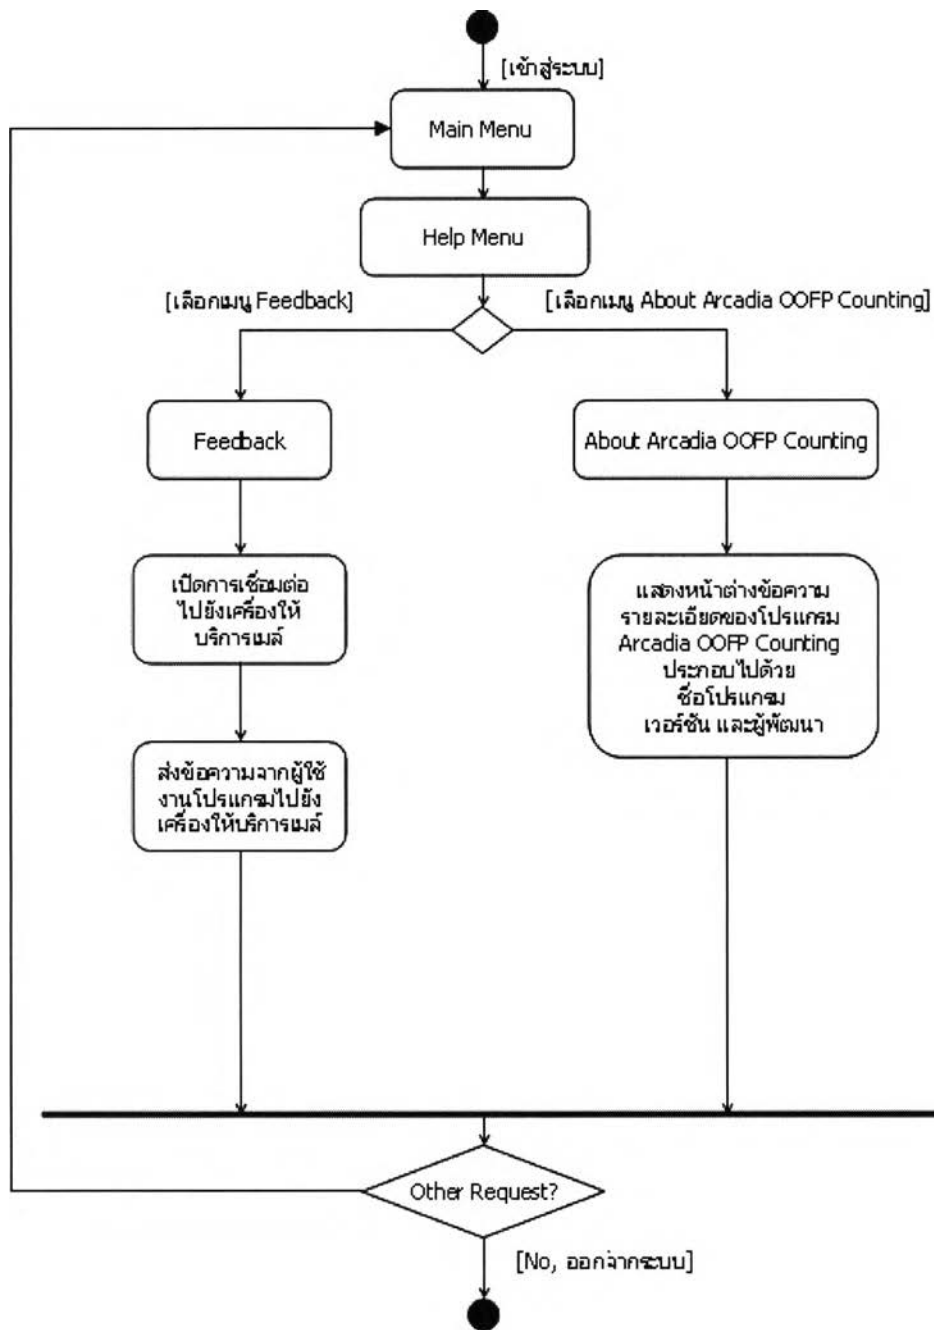 [เข้าสู่ระบบ]
Main Menu
Help Menu
[เลือกเมนู Feedback]
[เลือกเมนู About Arcadia OOFP Counting]
Feedback
About Arcadia OOFP Counting
เปิดการเชื่อมต่อ
ไปยังเครื่องให้
บริการเมล์
แสดงหน้าต่างข้อความ
รายละเอียดของโปรแกรม
Arcadia OOFP Counting
ประกอบไปด้วย
ชื่อโปรแกรม
เวอร์ชัน และผู้พัฒนา
ส่งข้อความจากผู้ใช้
งานโปรแกรมไปยัง
เครื่องให้บริการเมล์
Other Request?
[No, ออกจากระบบ]